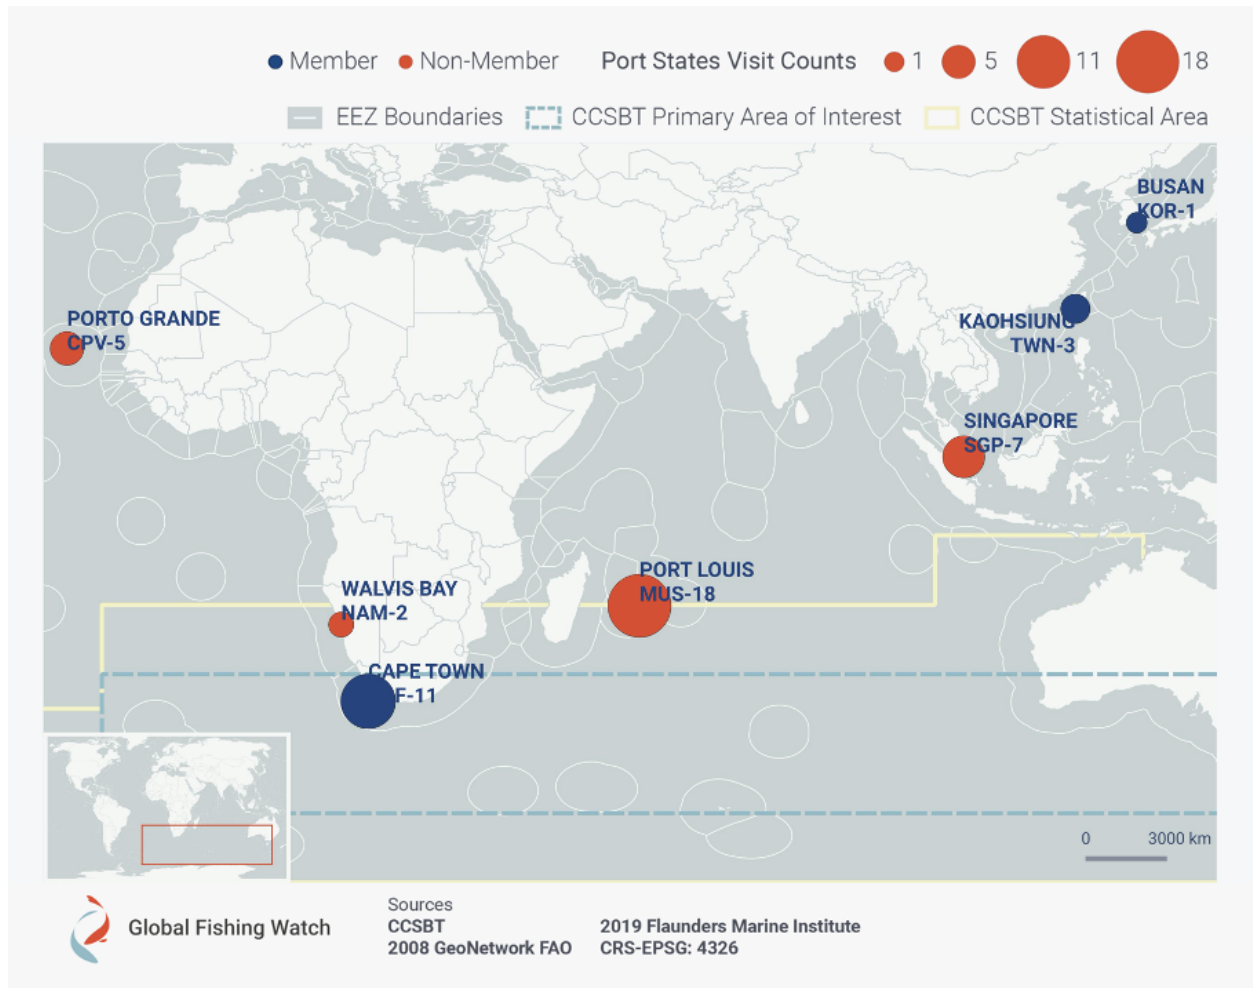 Member Non-Member Port States Visit Counts 1 5 11 18
EEZ Boundaries CCSBT Primary Area of Interest CCSBT Statistical Area
BUSAN
KOR-1
PORTO GRANDE
CPV-5
KAOHSIUNG
TWN-3
SINGAPORE
SGP-7
PORT LOUIS
MUS-18
WALVIS BAY
NAM-2
CAPE TOWN
F-11
0 3000 km
Global Fishing Watch
Sources
CCSBT
2008 GeoNetwork FAO
2019 Flaunders Marine Institute
CRS-EPSG: 4326